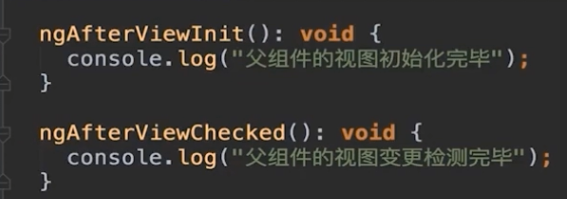 ngAfterViewInit(): void {
console.log("父组件的视图初始化完毕");
}
ngAfterViewChecked(): void {
console.log("父组件的视图变更检测完毕");
}